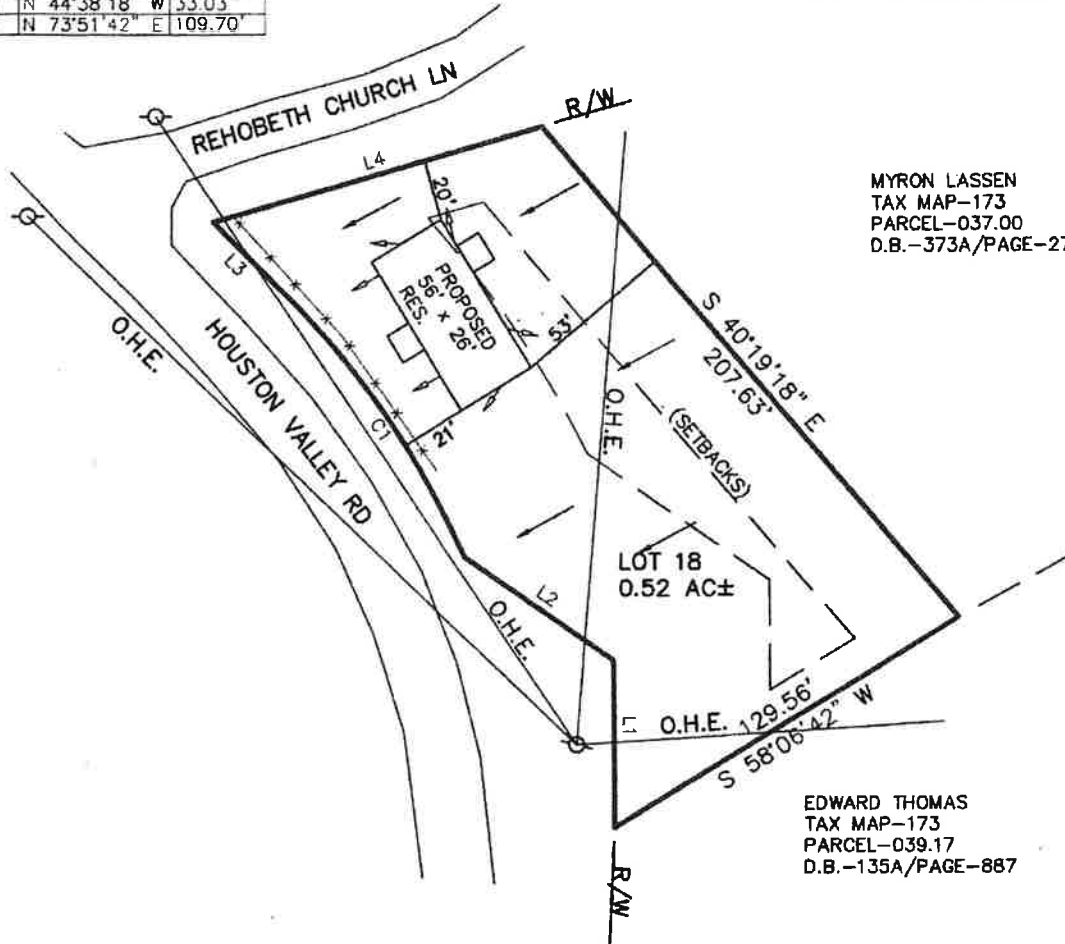 N 44°38'18" W 33.03'
N 73°51'42" E 109.70'
REHOBETH CHURCH LN
R/W
L4
20'
MYRON LASSEN
TAX MAP-173
PARCEL-037.00
D.B.-373A/PAGE-27
L3
PROPOSED
56' x 26'
RES.
53'
S 40°19'18" E
207.63'
O.H.E.
HOUSTON VALLEY RD
O.H.E.
(SETBACKS)
C1
21'
LOT 18
0.52 AC±
L2
O.H.E.
L1
O.H.E.
129.56'
S 58°06'42" W
EDWARD THOMAS
TAX MAP-173
PARCEL-039.17
D.B.-135A/PAGE-887
R/W